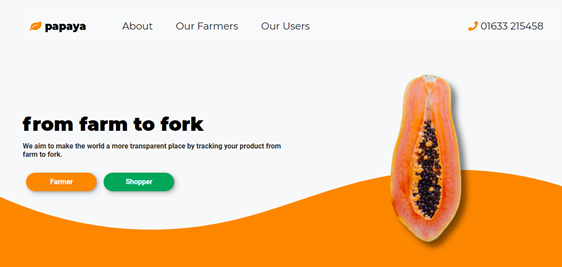 papaya About Our Farmers Our Users 01633 215458
from farm to fork
We aim to make the world a more transparent place by tracking your product from
farm to fork.
Farmer Shopper